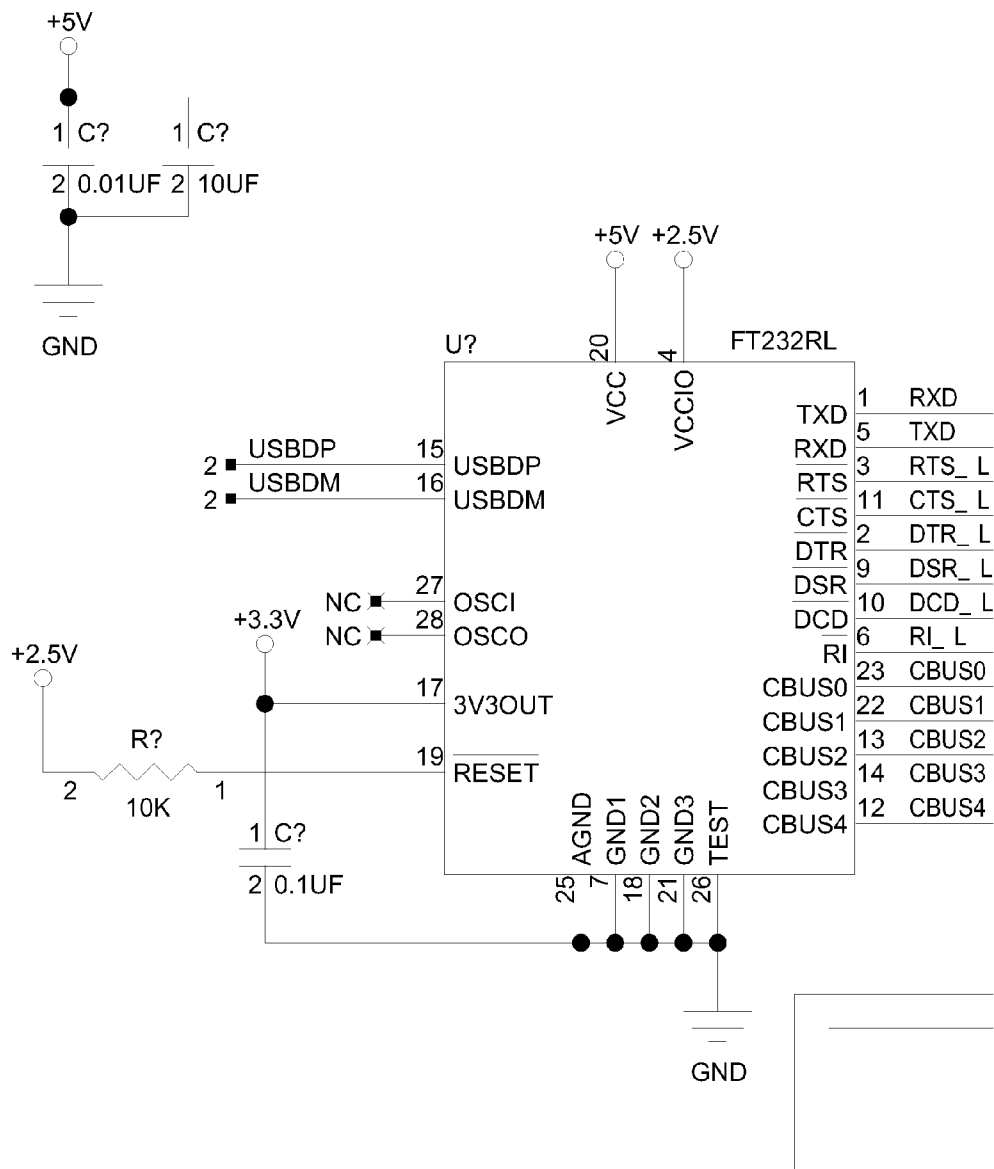 +5V
1 C? 1 C?
2 0.01UF 2 10UF
GND
+5V +2.5V
U? 20 4 FT232RL
VCC VCCIO
TXD 1 RXD
RXD 5 TXD
USBDP 15 RTS 3 RTS_ L
2 USBDP
USBDM 16 CTS 11 CTS_ L
2 USBDM
DTR 2 DTR_ L
DSR 9 DSR_ L
NC 27 OSCI DCD 10 DCD_ L
NC 28 OSCO RI 6 RI_ L
+3.3V
+2.5V
CBUS0 23 CBUS0
17 3V3OUT
CBUS1 22 CBUS1
R? 19 RESET CBUS2 13 CBUS2
2 10K 1
CBUS3 14 CBUS3
CBUS4 12 CBUS4
1 C?
2 0.1UF
AGND GND1 GND2 GND3 TEST
25 7 18 21 26
GND